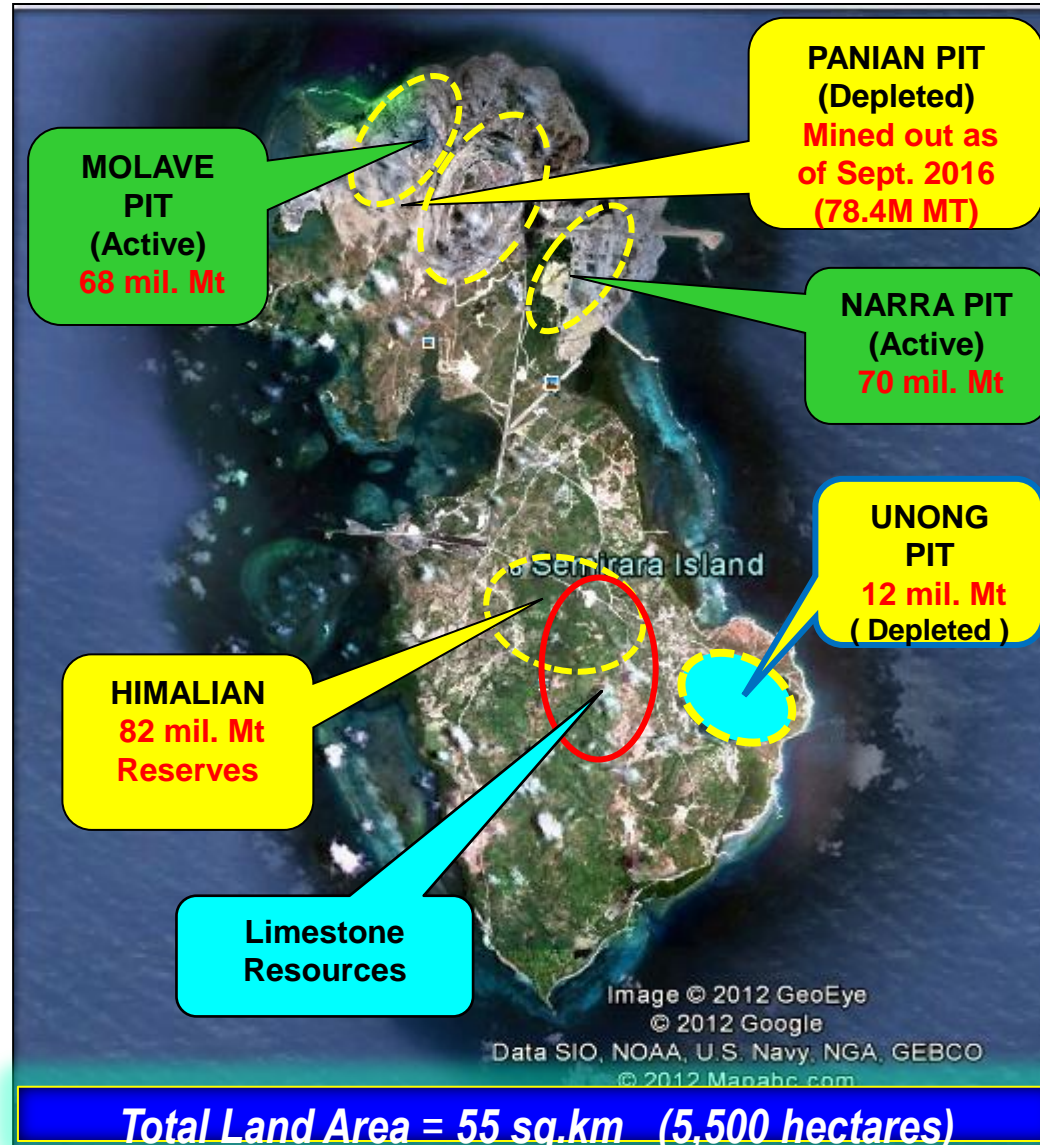 PANIAN PIT
(Depleted)
Mined out as
of Sept. 2016
(78.4M MT)
MOLAVE
PIT
(Active)
68 mil. Mt
NARRA PIT
(Active)
70 mil. Mt
UNONG
PIT
12 mil. Mt
( Depleted )
Semirara Island
HIMALIAN
82 mil. Mt
Reserves
Limestone
Resources
Image © 2012 GeoEye
© 2012 Google
Data SIO, NOAA, U.S. Navy, NGA, GEBCO
© 2012 Mapabc.com
Total Land Area = 55 sq.km (5,500 hectares)